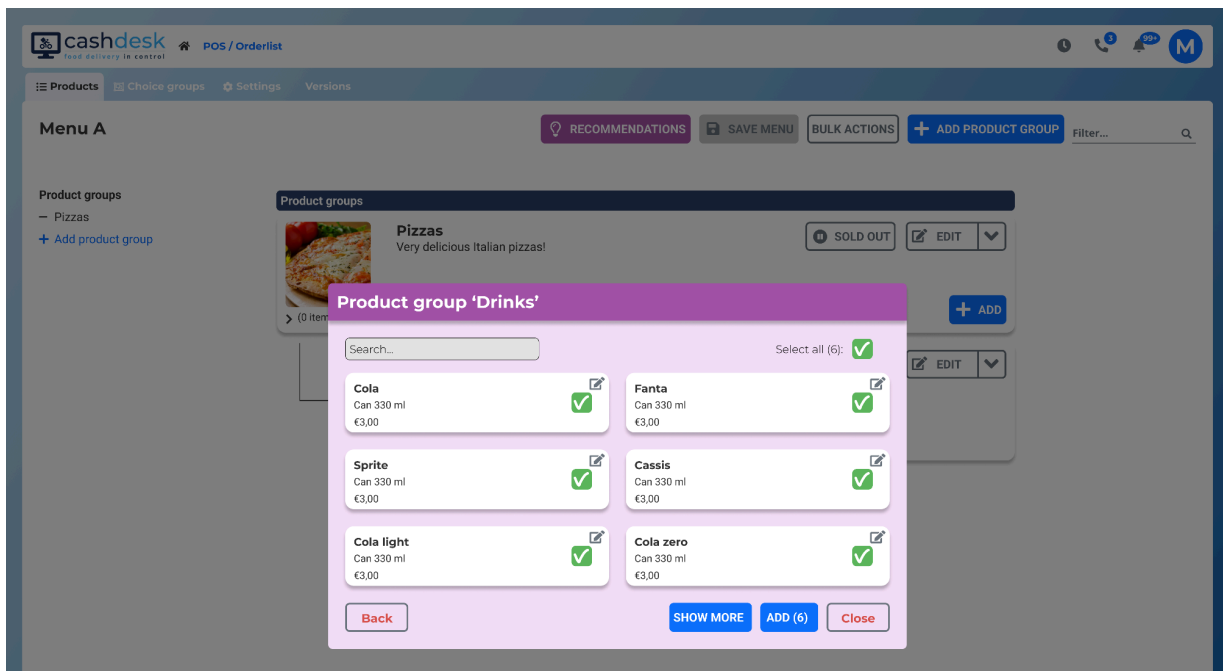 cashdesk
food delivery in control
POS / Orderlist
3
99+
M
Products
Choice groups
Settings
Versions
Menu A
RECOMMENDATIONS
SAVE MENU
BULK ACTIONS
ADD PRODUCT GROUP
Filter...
Product groups
Pizzas
Add product group
Product groups
Pizzas
Very delicious Italian pizzas!
SOLD OUT
EDIT
(0 item
ADD
EDIT
Product group ‘Drinks’
Search...
Select all (6):
Cola
Can 330 ml
€3,00
Fanta
Can 330 ml
€3,00
Sprite
Can 330 ml
€3,00
Cassis
Can 330 ml
€3,00
Cola light
Can 330 ml
€3,00
Cola zero
Can 330 ml
€3,00
Back
SHOW MORE
ADD (6)
Close